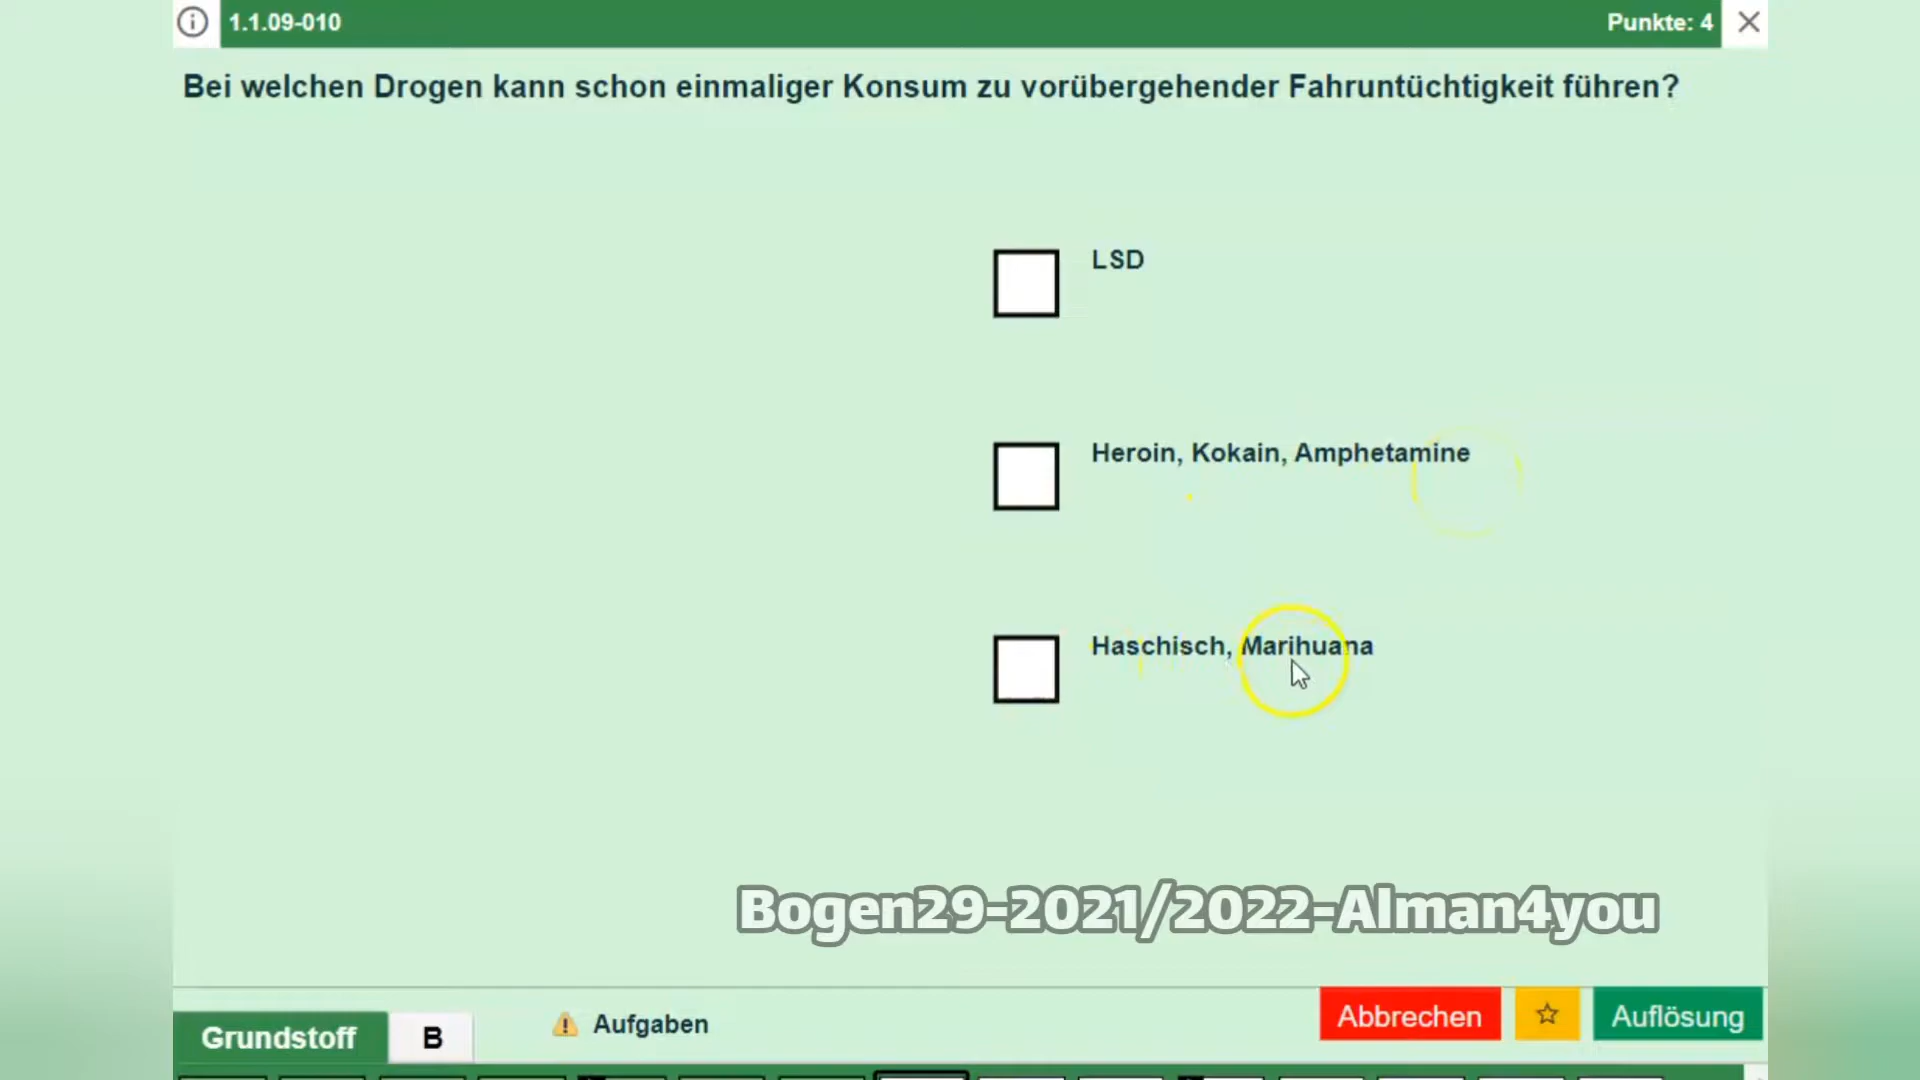 1.1.09-010
Punkte: 4
Bei welchen Drogen kann schon einmaliger Konsum zu vorübergehender Fahruntüchtigkeit führen?
LSD
Heroin, Kokain, Amphetamine
Haschisch, Marihuana
Bogen29-2021/2022-Alman4you
Grundstoff
B
Aufgaben
Abbrechen
Auflösung